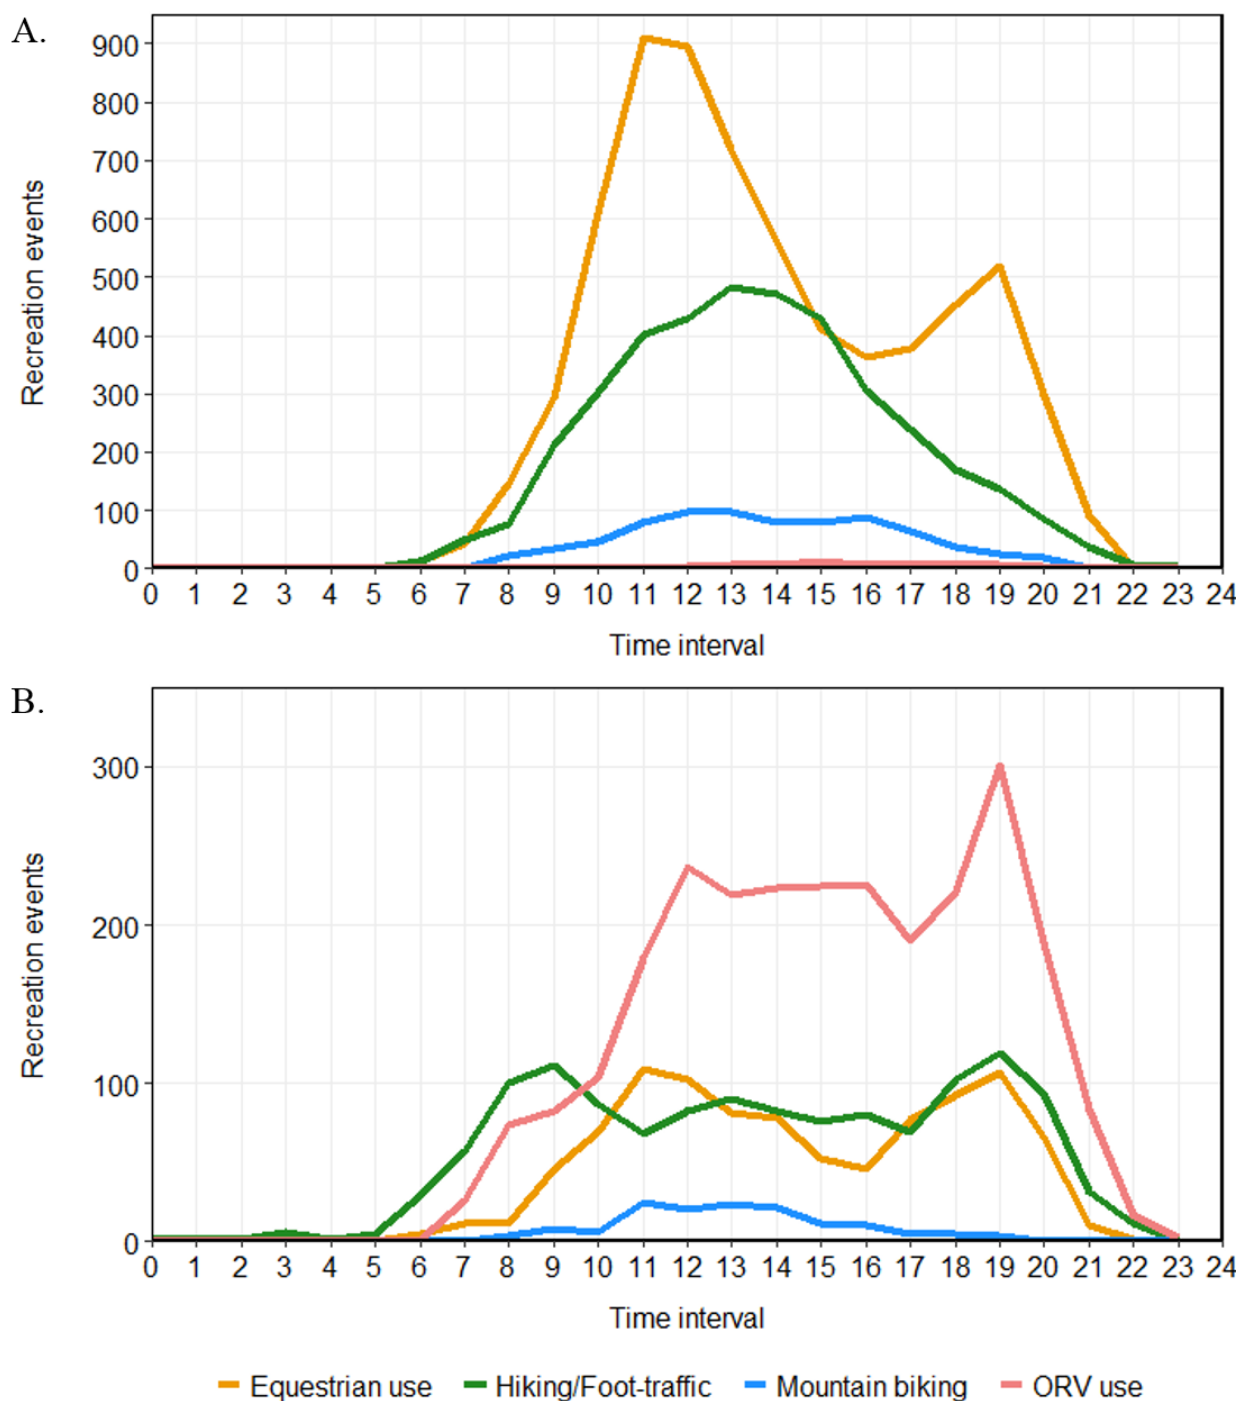 A.
900
800
700
600
500
400
300
200
100
0
Recreation events
0 1 2 3 4 5 6 7 8 9 10 11 12 13 14 15 16 17 18 19 20 21 22 23 24
Time interval
B.
300
200
100
0
Recreation events
0 1 2 3 4 5 6 7 8 9 10 11 12 13 14 15 16 17 18 19 20 21 22 23 24
Time interval
Equestrian use Hiking/Foot-traffic Mountain biking ORV use